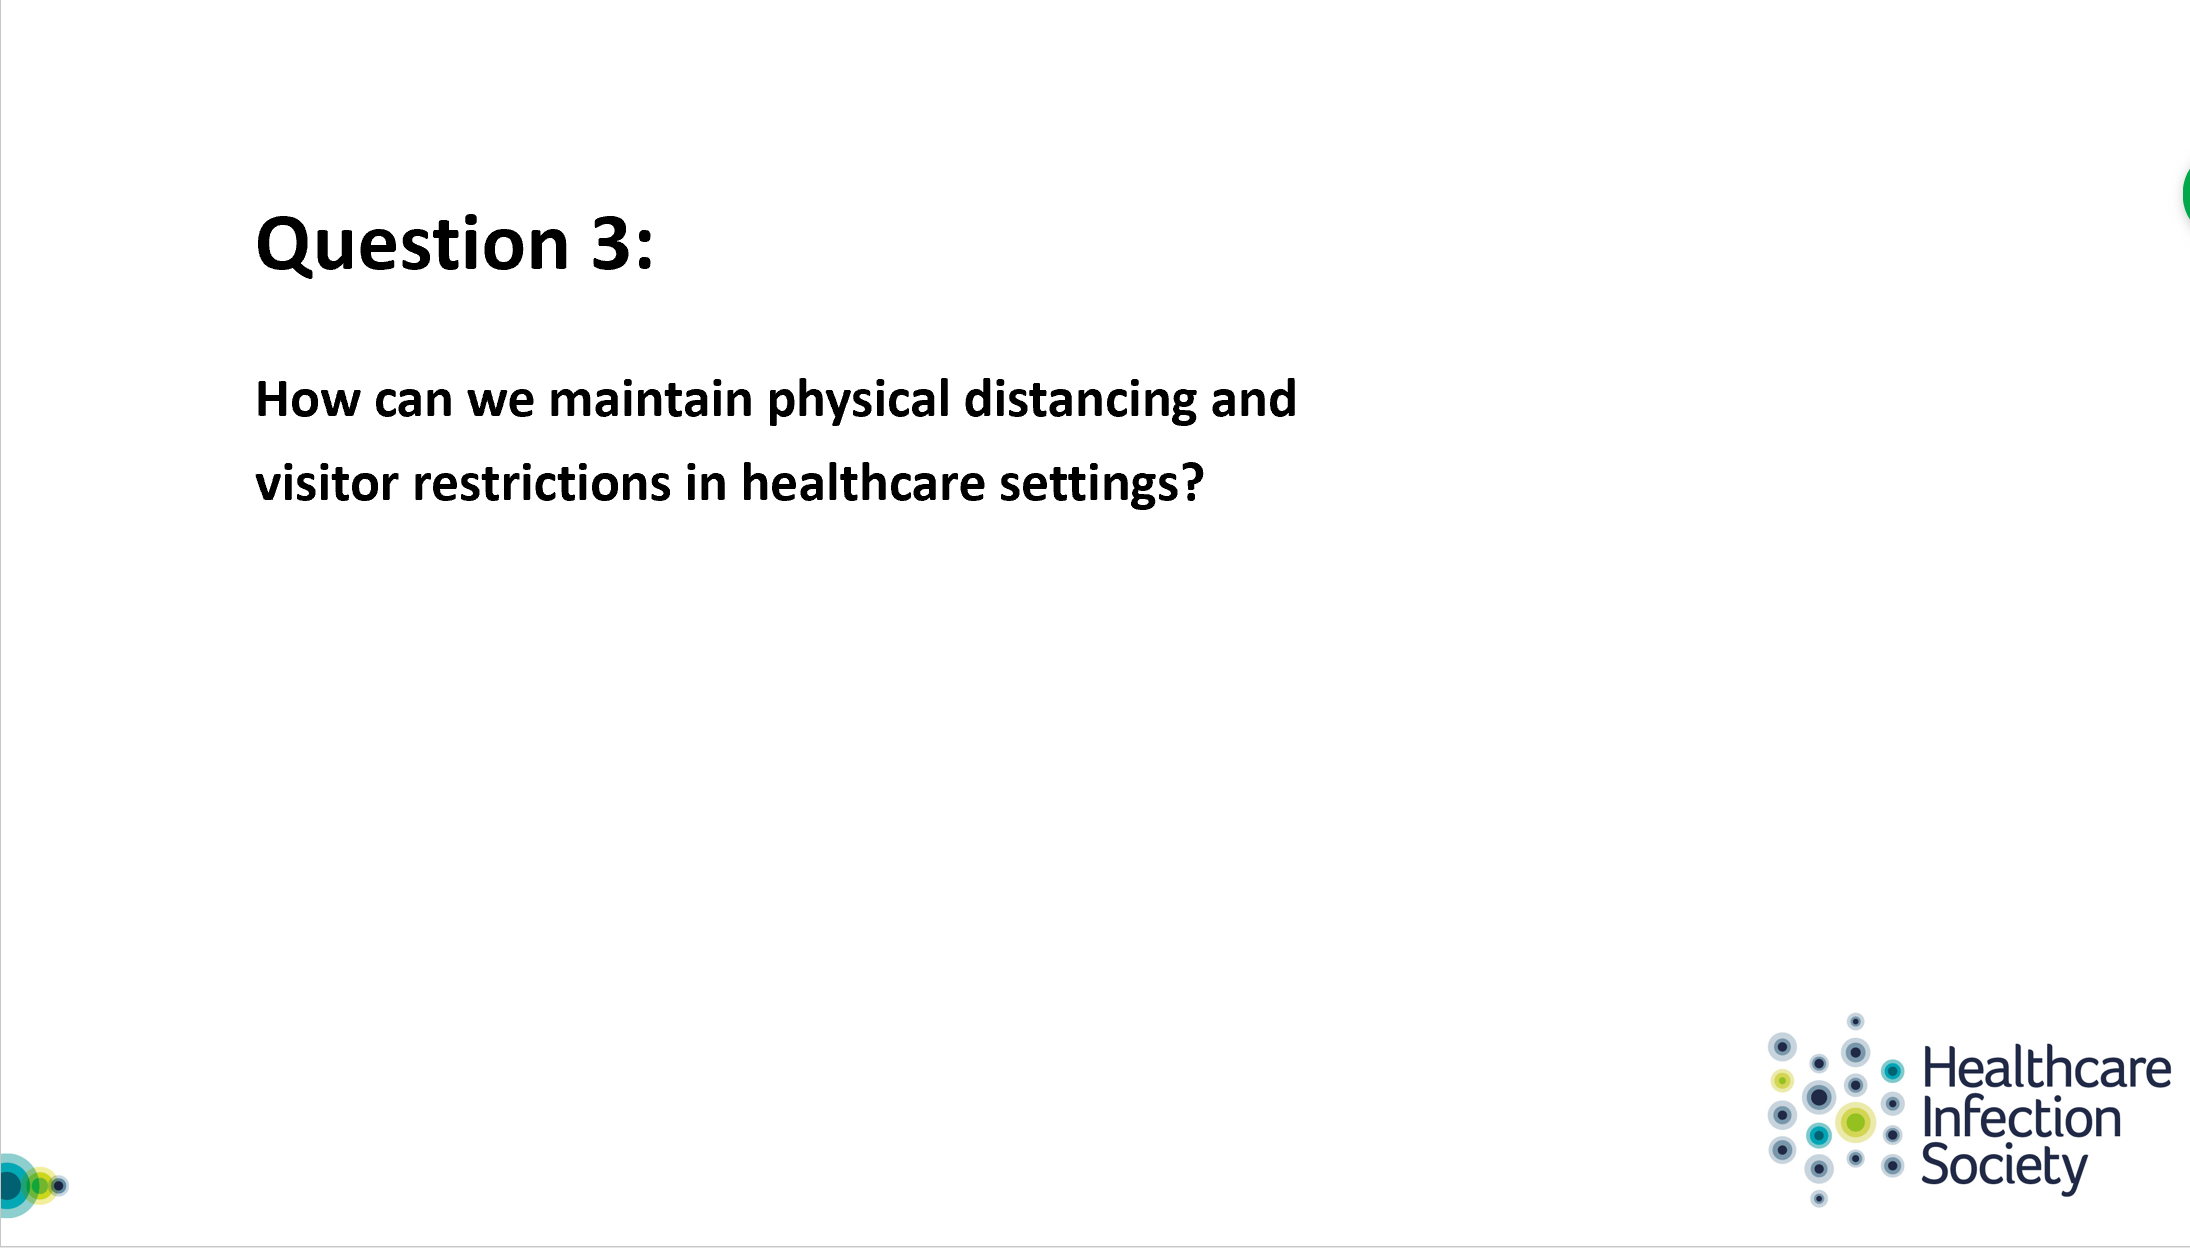 Question 3:
How can we maintain physical distancing and
visitor restrictions in healthcare settings?
Healthcare
Infection
Society